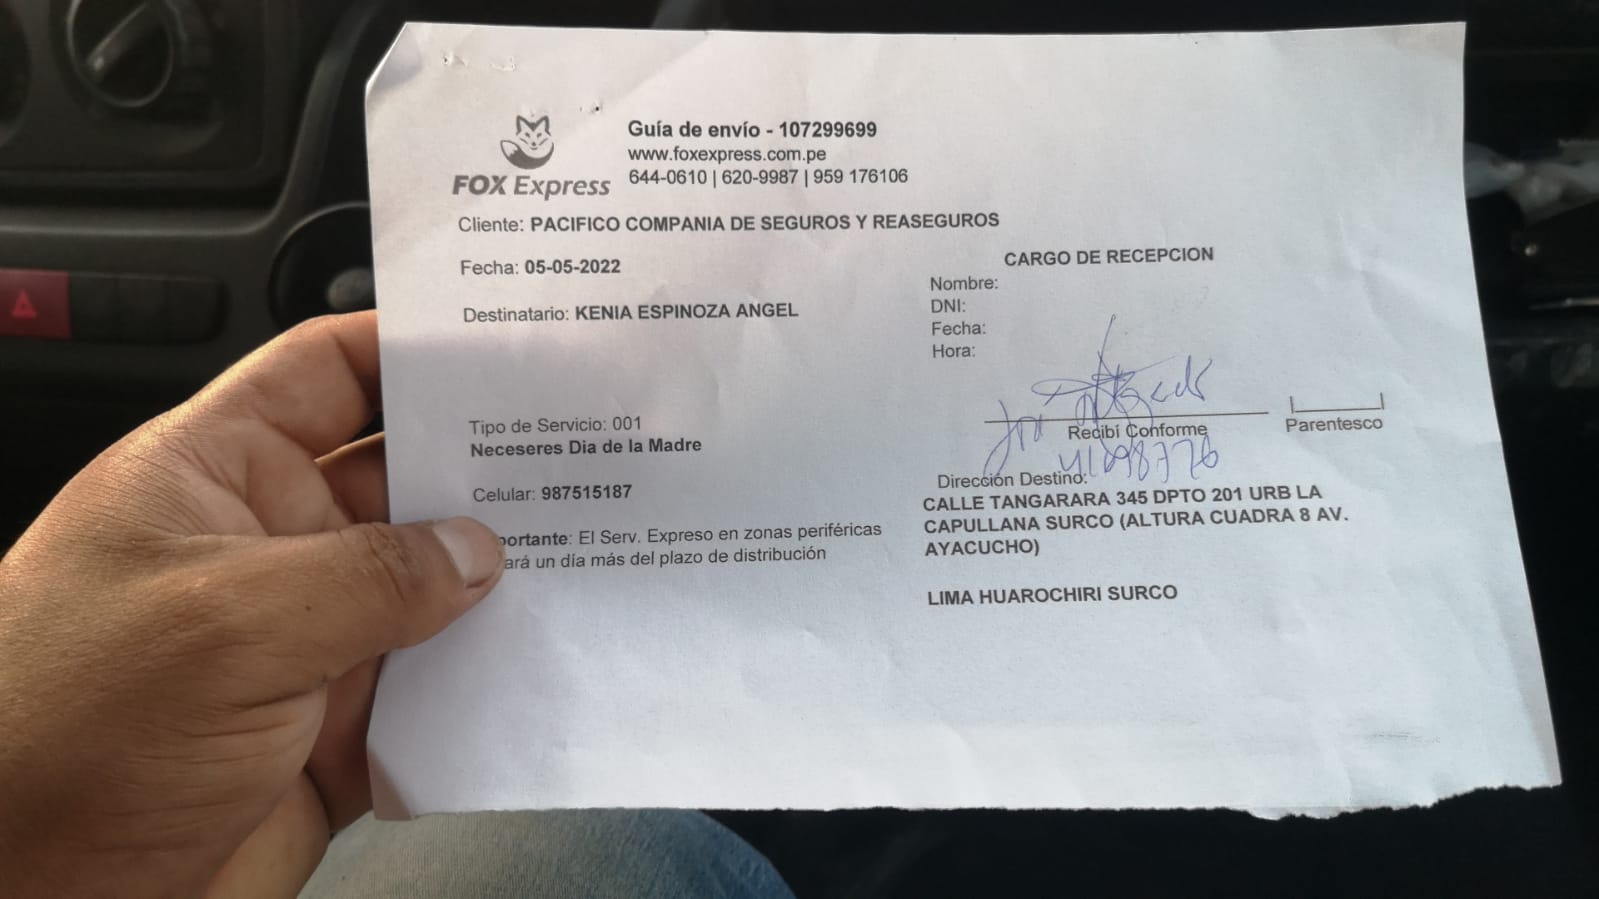 FOX Express
Guía de envío - 107299699
www.foxexpress.com.pe
644-0610 | 620-9987 | 959 176106
Cliente: PACIFICO COMPANIA DE SEGUROS Y REASEGUROS
Fecha: 05-05-2022
Destinatario: KENIA ESPINOZA ANGEL
Tipo de Servicio: 001
Neceseres Dia de la Madre
Celular: 987515187
portante: El Serv. Expreso en zonas periféricas
ará un día más del plazo de distribución
CARGO DE RECEPCION
Nombre:
DNI:
Fecha:
Hora:
Recibí Conforme
Parentesco
Dirección Destino:
CALLE TANGARARA 345 DPTO 201 URB LA
CAPULLANA SURCO (ALTURA CUADRA 8 AV.
AYACUCHO)
LIMA HUAROCHIRI SURCO